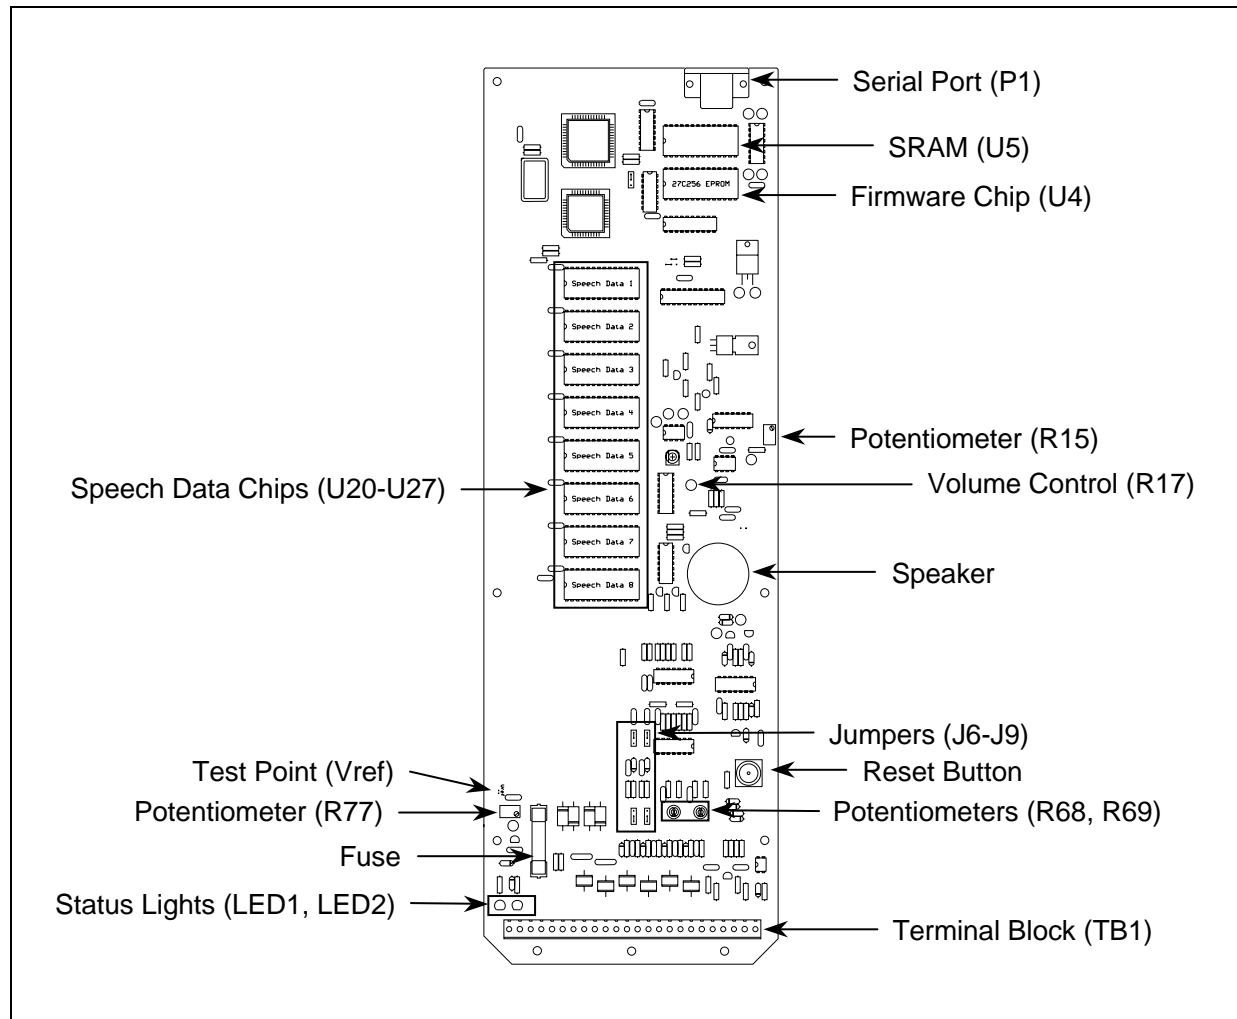 Serial Port (P1)
SRAM (U5)
27C256 EPROM
Firmware Chip (U4)
Speech Data 1
Speech Data 2
Speech Data 3
Speech Data 4
Potentiometer (R15)
Speech Data 5
Speech Data Chips (U20-U27)
Volume Control (R17)
Speech Data 6
Speech Data 7
Speaker
Speech Data 8
Jumpers (J6-J9)
Test Point (Vref)
Reset Button
Potentiometer (R77)
Potentiometers (R68, R69)
Fuse
Status Lights (LED1, LED2)
Terminal Block (TB1)